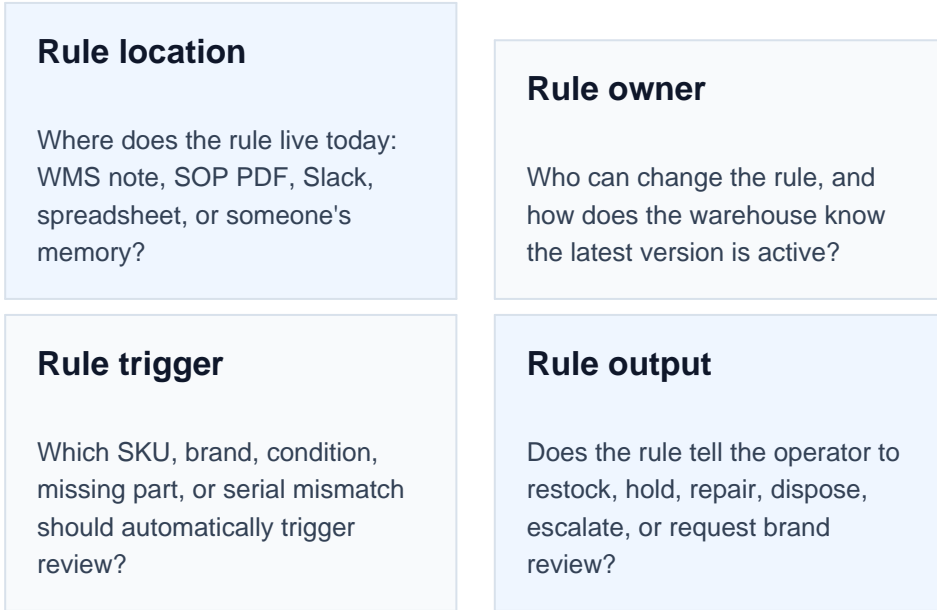 Rule location
Where does the rule live today:
WMS note, SOP PDF, Slack,
spreadsheet, or someone's
memory?
Rule owner
Who can change the rule, and
how does the warehouse know
the latest version is active?
Rule trigger
Which SKU, brand, condition,
missing part, or serial mismatch
should automatically trigger
review?
Rule output
Does the rule tell the operator to
restock, hold, repair, dispose,
escalate, or request brand
review?